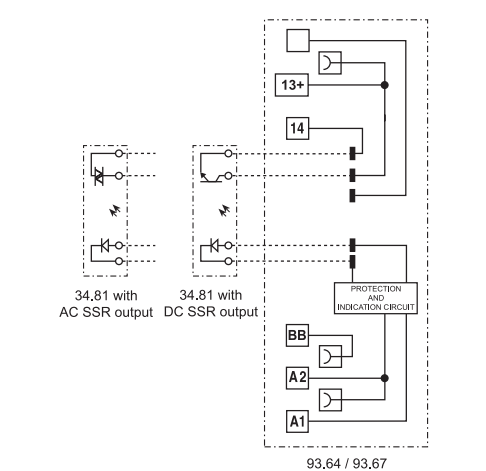 13+
14
34.81 with
AC SSR output
34.81 with
DC SSR output
PROTECTION
AND
INDICATION CIRCUIT
BB
A2
A1
93.64 / 93.67